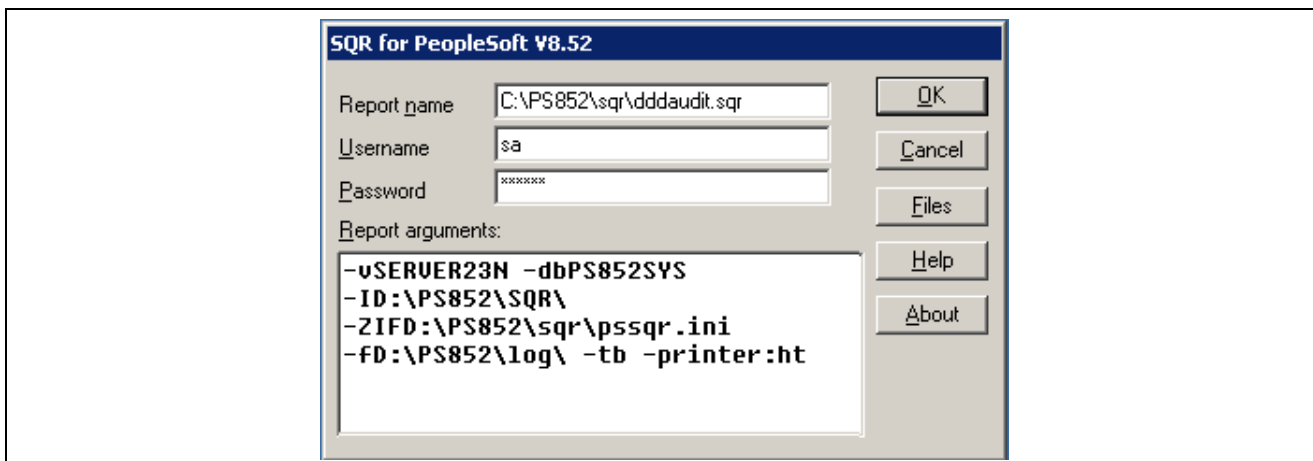 SQR for PeopleSoft V8.52
Report name C:\PS852\sqr\dddaudit.sqr OK
Username sa Cancel
Password ******
Files
Report arguments:
-vSERVER23N -dbPS852SYS Help
-ID:\PS852\SQR\
-ZIFD:\PS852\sqr\pssqr.ini About
-fD:\PS852\log\ -tb -printer:ht